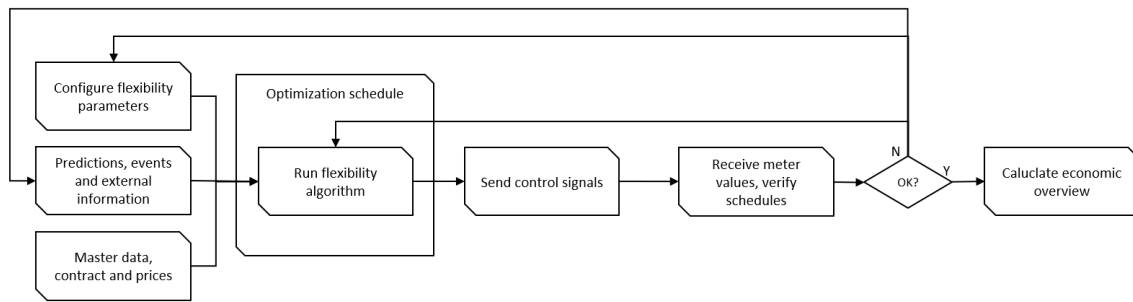 Configure flexibility
parameters
Predictions, events
and external
information
Master data,
contract and prices
Optimization schedule
Run flexibility
algorithm
Send control signals
Receive meter
values, verify
schedules
N
OK?
Y
Caluclate economic
overview